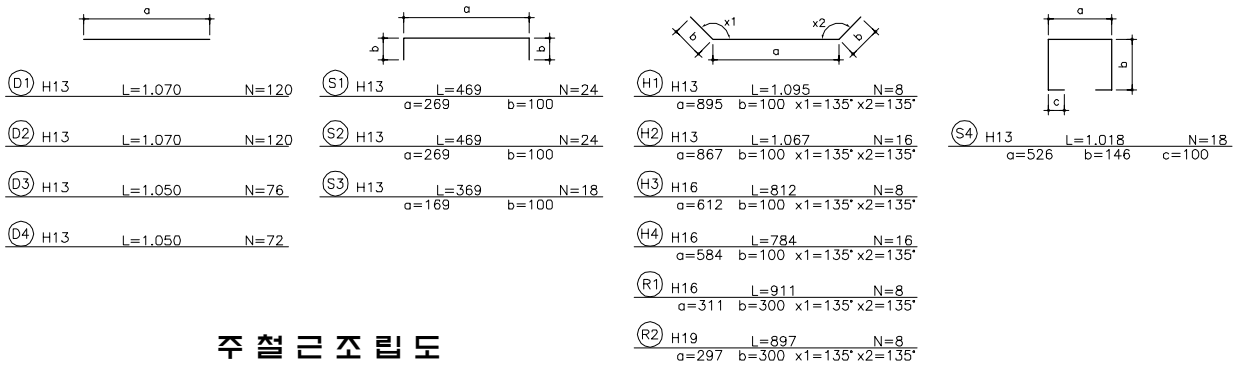 a
D1 H13 L=1.070 N=120
D2 H13 L=1.070 N=120
D3 H13 L=1.050 N=76
D4 H13 L=1.050 N=72
a
b b
S1 H13 L=469 N=24
a=269 b=100
S2 H13 L=469 N=24
a=269 b=100
S3 H13 L=369 N=18
a=169 b=100
x1 x2
b b
a
H1 H13 L=1.095 N=8
a=895 b=100 x1=135° x2=135°
H2 H13 L=1.067 N=16
a=867 b=100 x1=135° x2=135°
H3 H16 L=812 N=8
a=612 b=100 x1=135° x2=135°
H4 H16 L=784 N=16
a=584 b=100 x1=135° x2=135°
R1 H16 L=911 N=8
a=311 b=300 x1=135° x2=135°
R2 H19 L=897 N=8
a=297 b=300 x1=135° x2=135°
a
b
c
S4 H13 L=1.018 N=18
a=526 b=146 c=100
주철근조립도